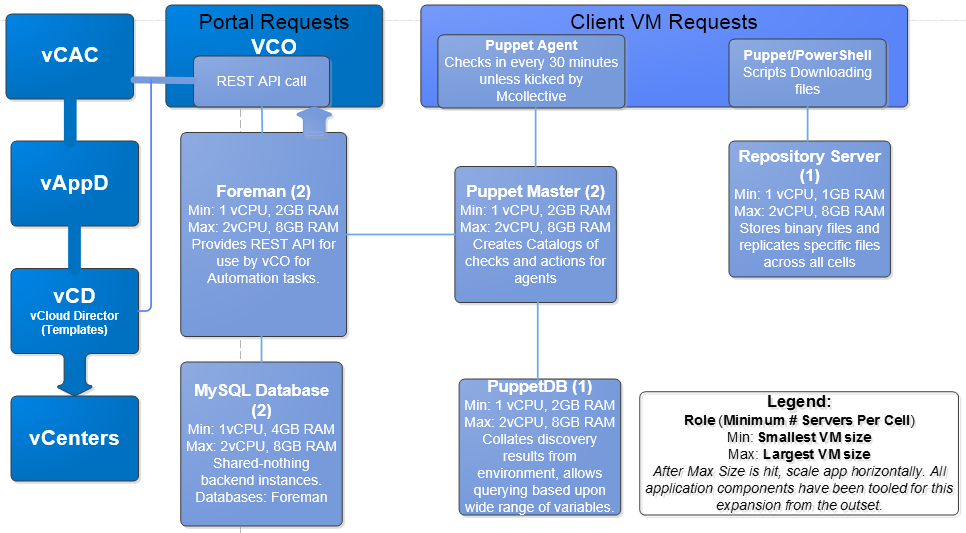 vCAC
vAppD
vCD
vCloud Director
(Templates)
vCenters
Portal Requests
VCO
REST API call
Foreman (2)
Min: 1 vCPU, 2GB RAM
Max: 2vCPU, 8GB RAM
Provides REST API for
use by vCO for
Automation tasks.
MySQL Database
(2)
Min: 1vCPU, 4GB RAM
Max: 2vCPU, 8GB RAM
Shared-nothing
backend instances.
Databases: Foreman
Client VM Requests
Puppet Agent
Checks in every 30 minutes
unless kicked by
Mcollective
Puppet Master (2)
Min: 1 vCPU, 2GB RAM
Max: 2vCPU, 8GB RAM
Creates Catalogs of
checks and actions for
agents
PuppetDB (1)
Min: 1 vCPU, 2GB RAM
Max: 2vCPU, 8GB RAM
Collates discovery
results from
environment, allows
querying based upon
wide range of variables.
Puppet/PowerShell
Scripts Downloading
files
Repository Server
(1)
Min: 1 vCPU, 1GB RAM
Max: 2vCPU, 8GB RAM
Stores binary files and
replicates specific files
across all cells
Legend:
Role (Minimum # Servers Per Cell)
Min: Smallest VM size
Max: Largest VM size
After Max Size is hit, scale app horizontally. All
application components have been tooled for this
expansion from the outset.